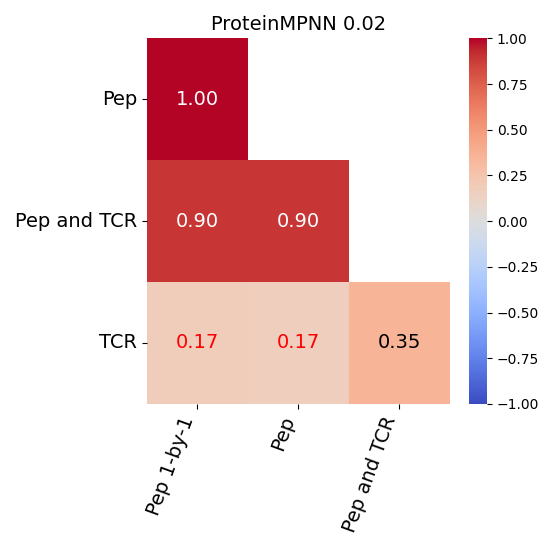 ProteinMPNN 0.02
Pep
1.00
Pep and TCR
0.90 0.90
TCR
0.17 0.17 0.35
Pep 1-by-1
Pep
Pep and TCR
1.00
0.75
0.50
0.25
0.00
−0.25
−0.50
−0.75
−1.00